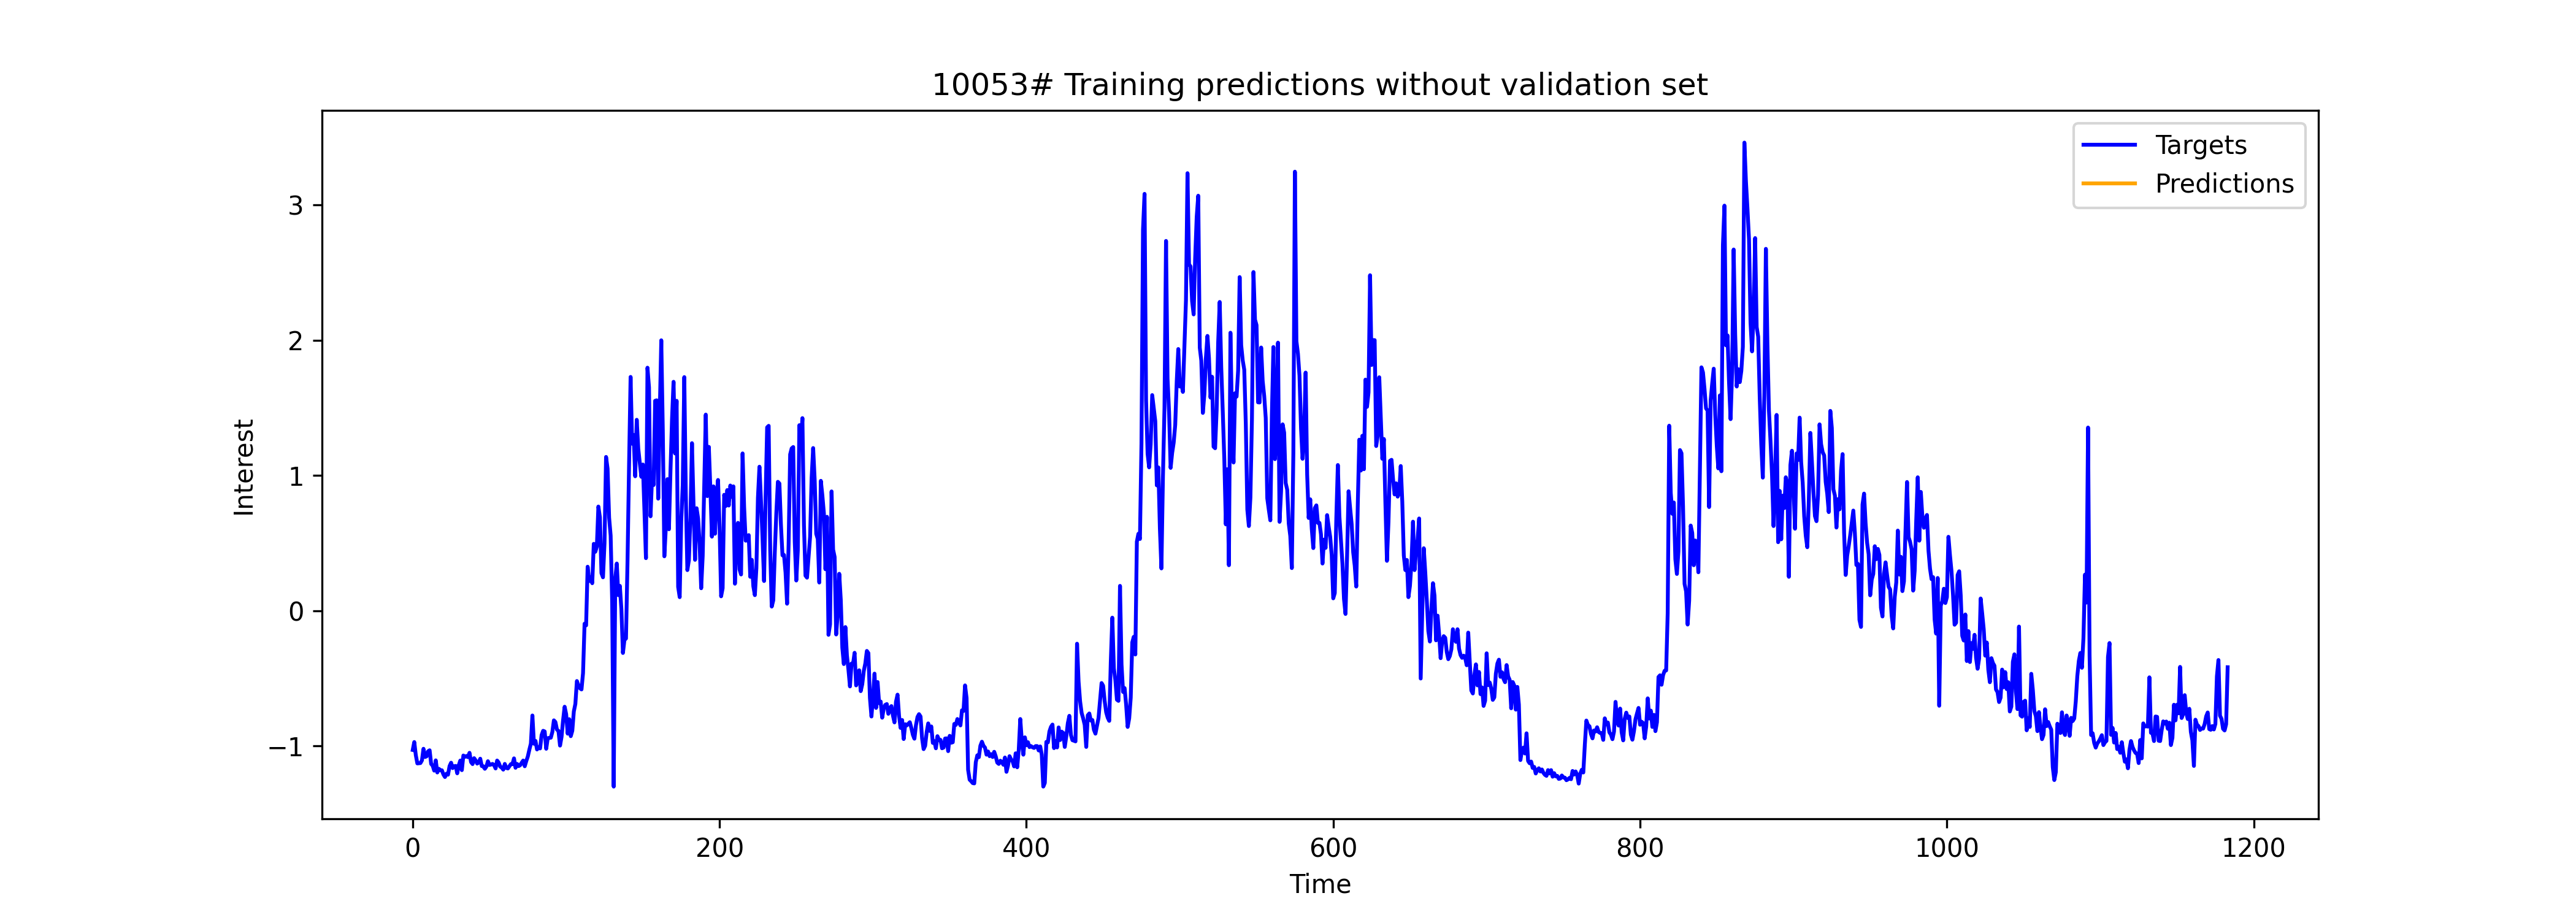 10053# Training predictions without validation set
Targets
Predictions
Interest
3
2
1
0
−1
0 200 400 600 800 1000 1200
Time